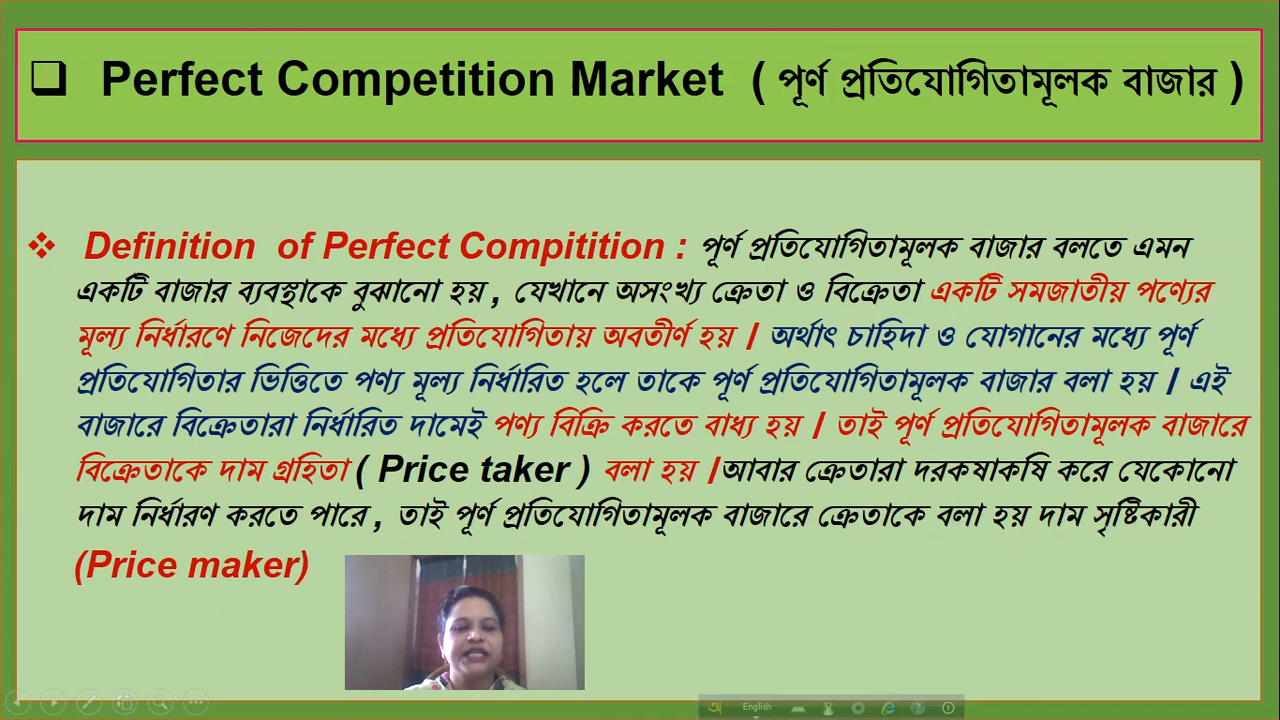 ❑ Perfect Competition Market ( পূর্ণ প্রতিযোগিতামূলক বাজার )
❖ Definition of Perfect Compitition : পূর্ণ প্রতিযোগিতামূলক বাজার বলতে এমন
একটি বাজার ব্যবস্থাকে বুঝানো হয় , যেখানে অসংখ্য ক্রেতা ও বিক্রেতা একটি সমজাতীয় পণ্যের
মূল্য নির্ধারণে নিজেদের মধ্যে প্রতিযোগিতায় অবতীর্ণ হয় । অর্থাৎ চাহিদা ও যোগানের মধ্যে পূর্ণ
প্রতিযোগিতার ভিত্তিতে পণ্য মূল্য নির্ধারিত হলে তাকে পূর্ণ প্রতিযোগিতামূলক বাজার বলা হয় । এই
বাজারে বিক্রেতারা নির্ধারিত দামেই পণ্য বিক্রি করতে বাধ্য হয় । তাই পূর্ণ প্রতিযোগিতামূলক বাজারে
বিক্রেতাকে দাম গ্রহিতা ( Price taker ) বলা হয় ।আবার ক্রেতারা দরকষাকষি করে যেকোনো
দাম নির্ধারণ করতে পারে , তাই পূর্ণ প্রতিযোগিতামূলক বাজারে ক্রেতাকে বলা হয় দাম সৃষ্টিকারী
(Price maker)
English